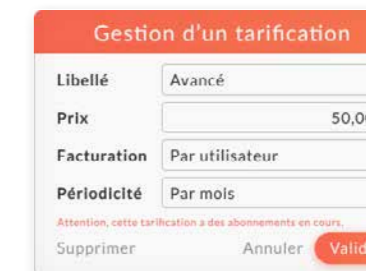 Gestion d'un tarification
Libellé Avancé
Prix 50,0
Facturation Par utilisateur
Périodicité Par mois
Attention, cette tarification a des abonnements en cours.
Supprimer Annuler Valid